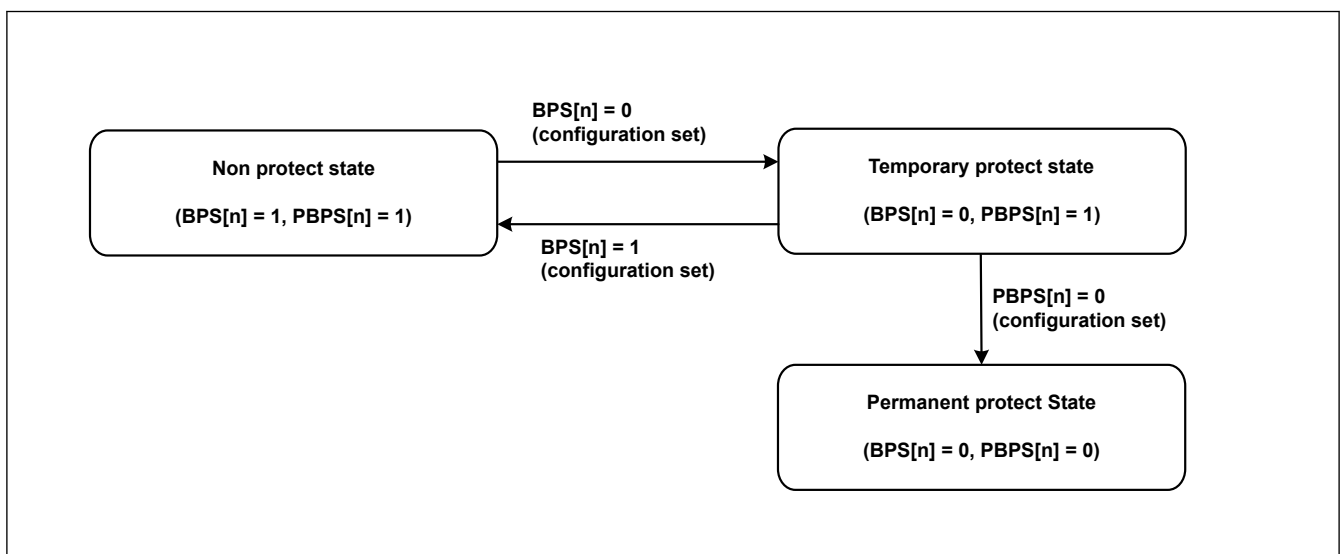 BPS[n] = 0
(configuration set)
Non protect state
(BPS[n] = 1, PBPS[n] = 1)
Temporary protect state
(BPS[n] = 0, PBPS[n] = 1)
BPS[n] = 1
(configuration set)
PBPS[n] = 0
(configuration set)
Permanent protect State
(BPS[n] = 0, PBPS[n] = 0)